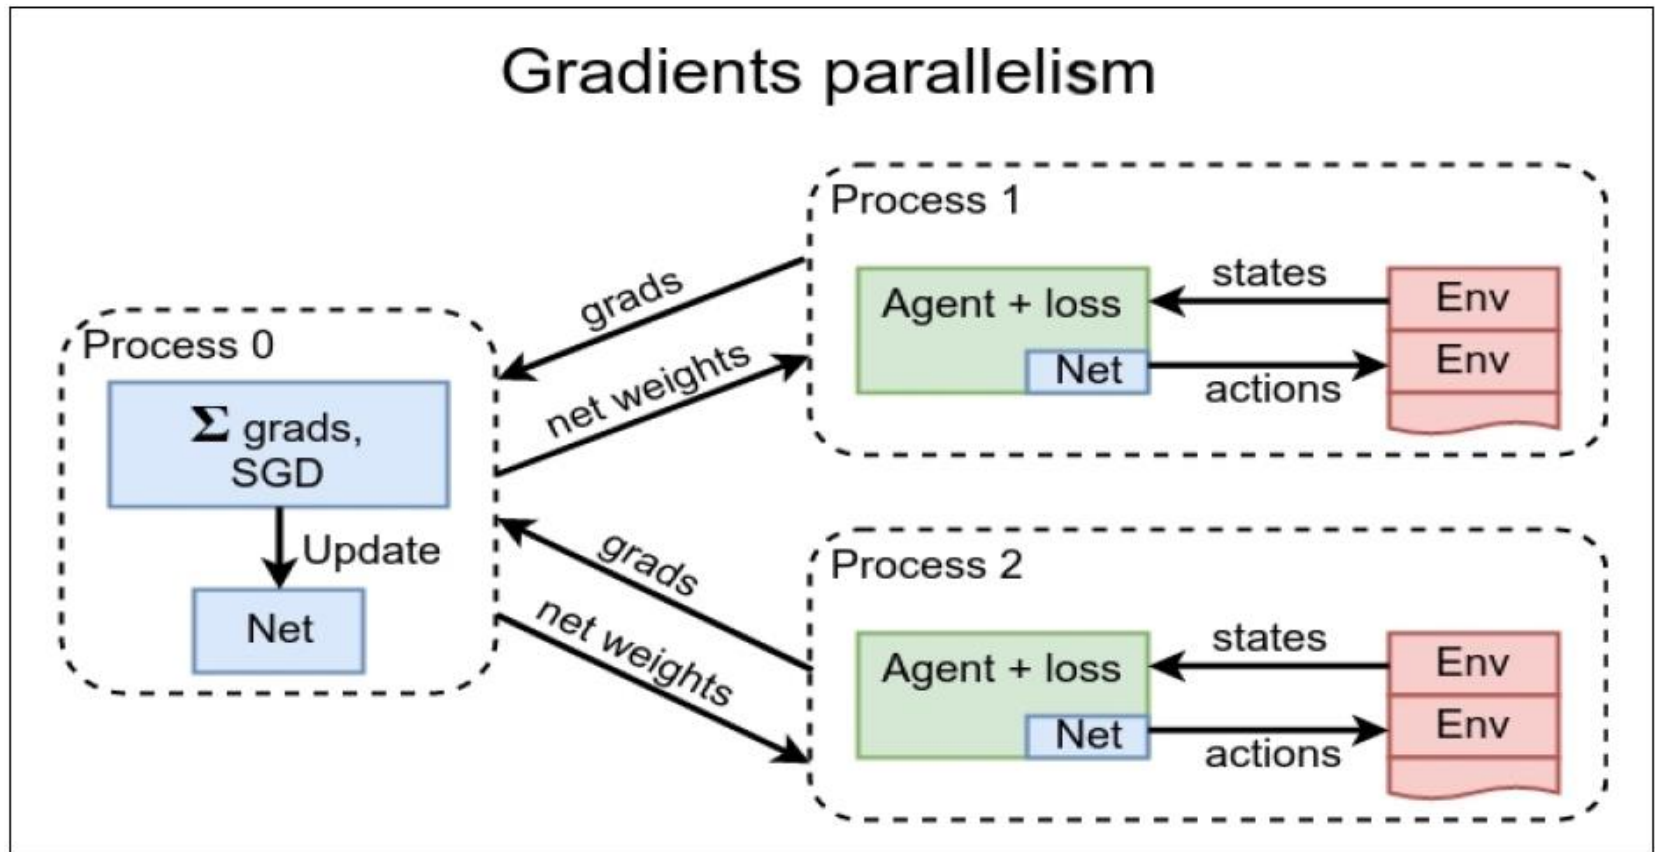 Gradients parallelism
Process 0
Σ grads,
SGD
Update
Net
grads
net weights
grads
net weights
Process 1
Agent + loss
Net
states
actions
Env
Env
Process 2
Agent + loss
Net
states
actions
Env
Env